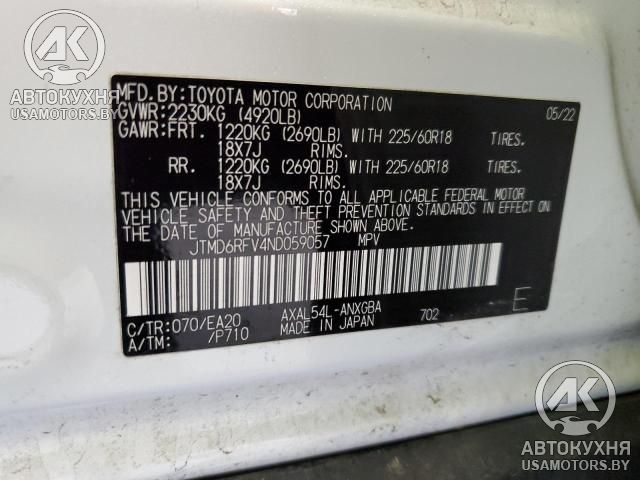 АК
АВТОКУХНЯ
USAMOTORS.BY
MFD.BY:TOYOTA MOTOR CORPORATION 05/22
GVWR:2230KG (4920LB)
GAWR:FRT. 1220KG (2690LB) WITH 225/60R18 TIRES.
18X7J RIMS.
RR. 1220KG (2690LB) WITH 225/60R18 TIRES.
18X7J RIMS.
THIS VEHICLE CONFORMS TO ALL APPLICABLE FEDERAL MOTOR
VEHICLE SAFETY AND THEFT PREVENTION STANDARDS IN EFFECT ON
THE DATE OF MANUFACTURE SHOWN ABOVE.
JTMD6RFV4ND059057 MPV
C/TR:070/EA20 AXAL54L-ANXGBA 702 E
A/TM: /P710 MADE IN JAPAN
АК
АВТОКУХНЯ
USAMOTORS.BY